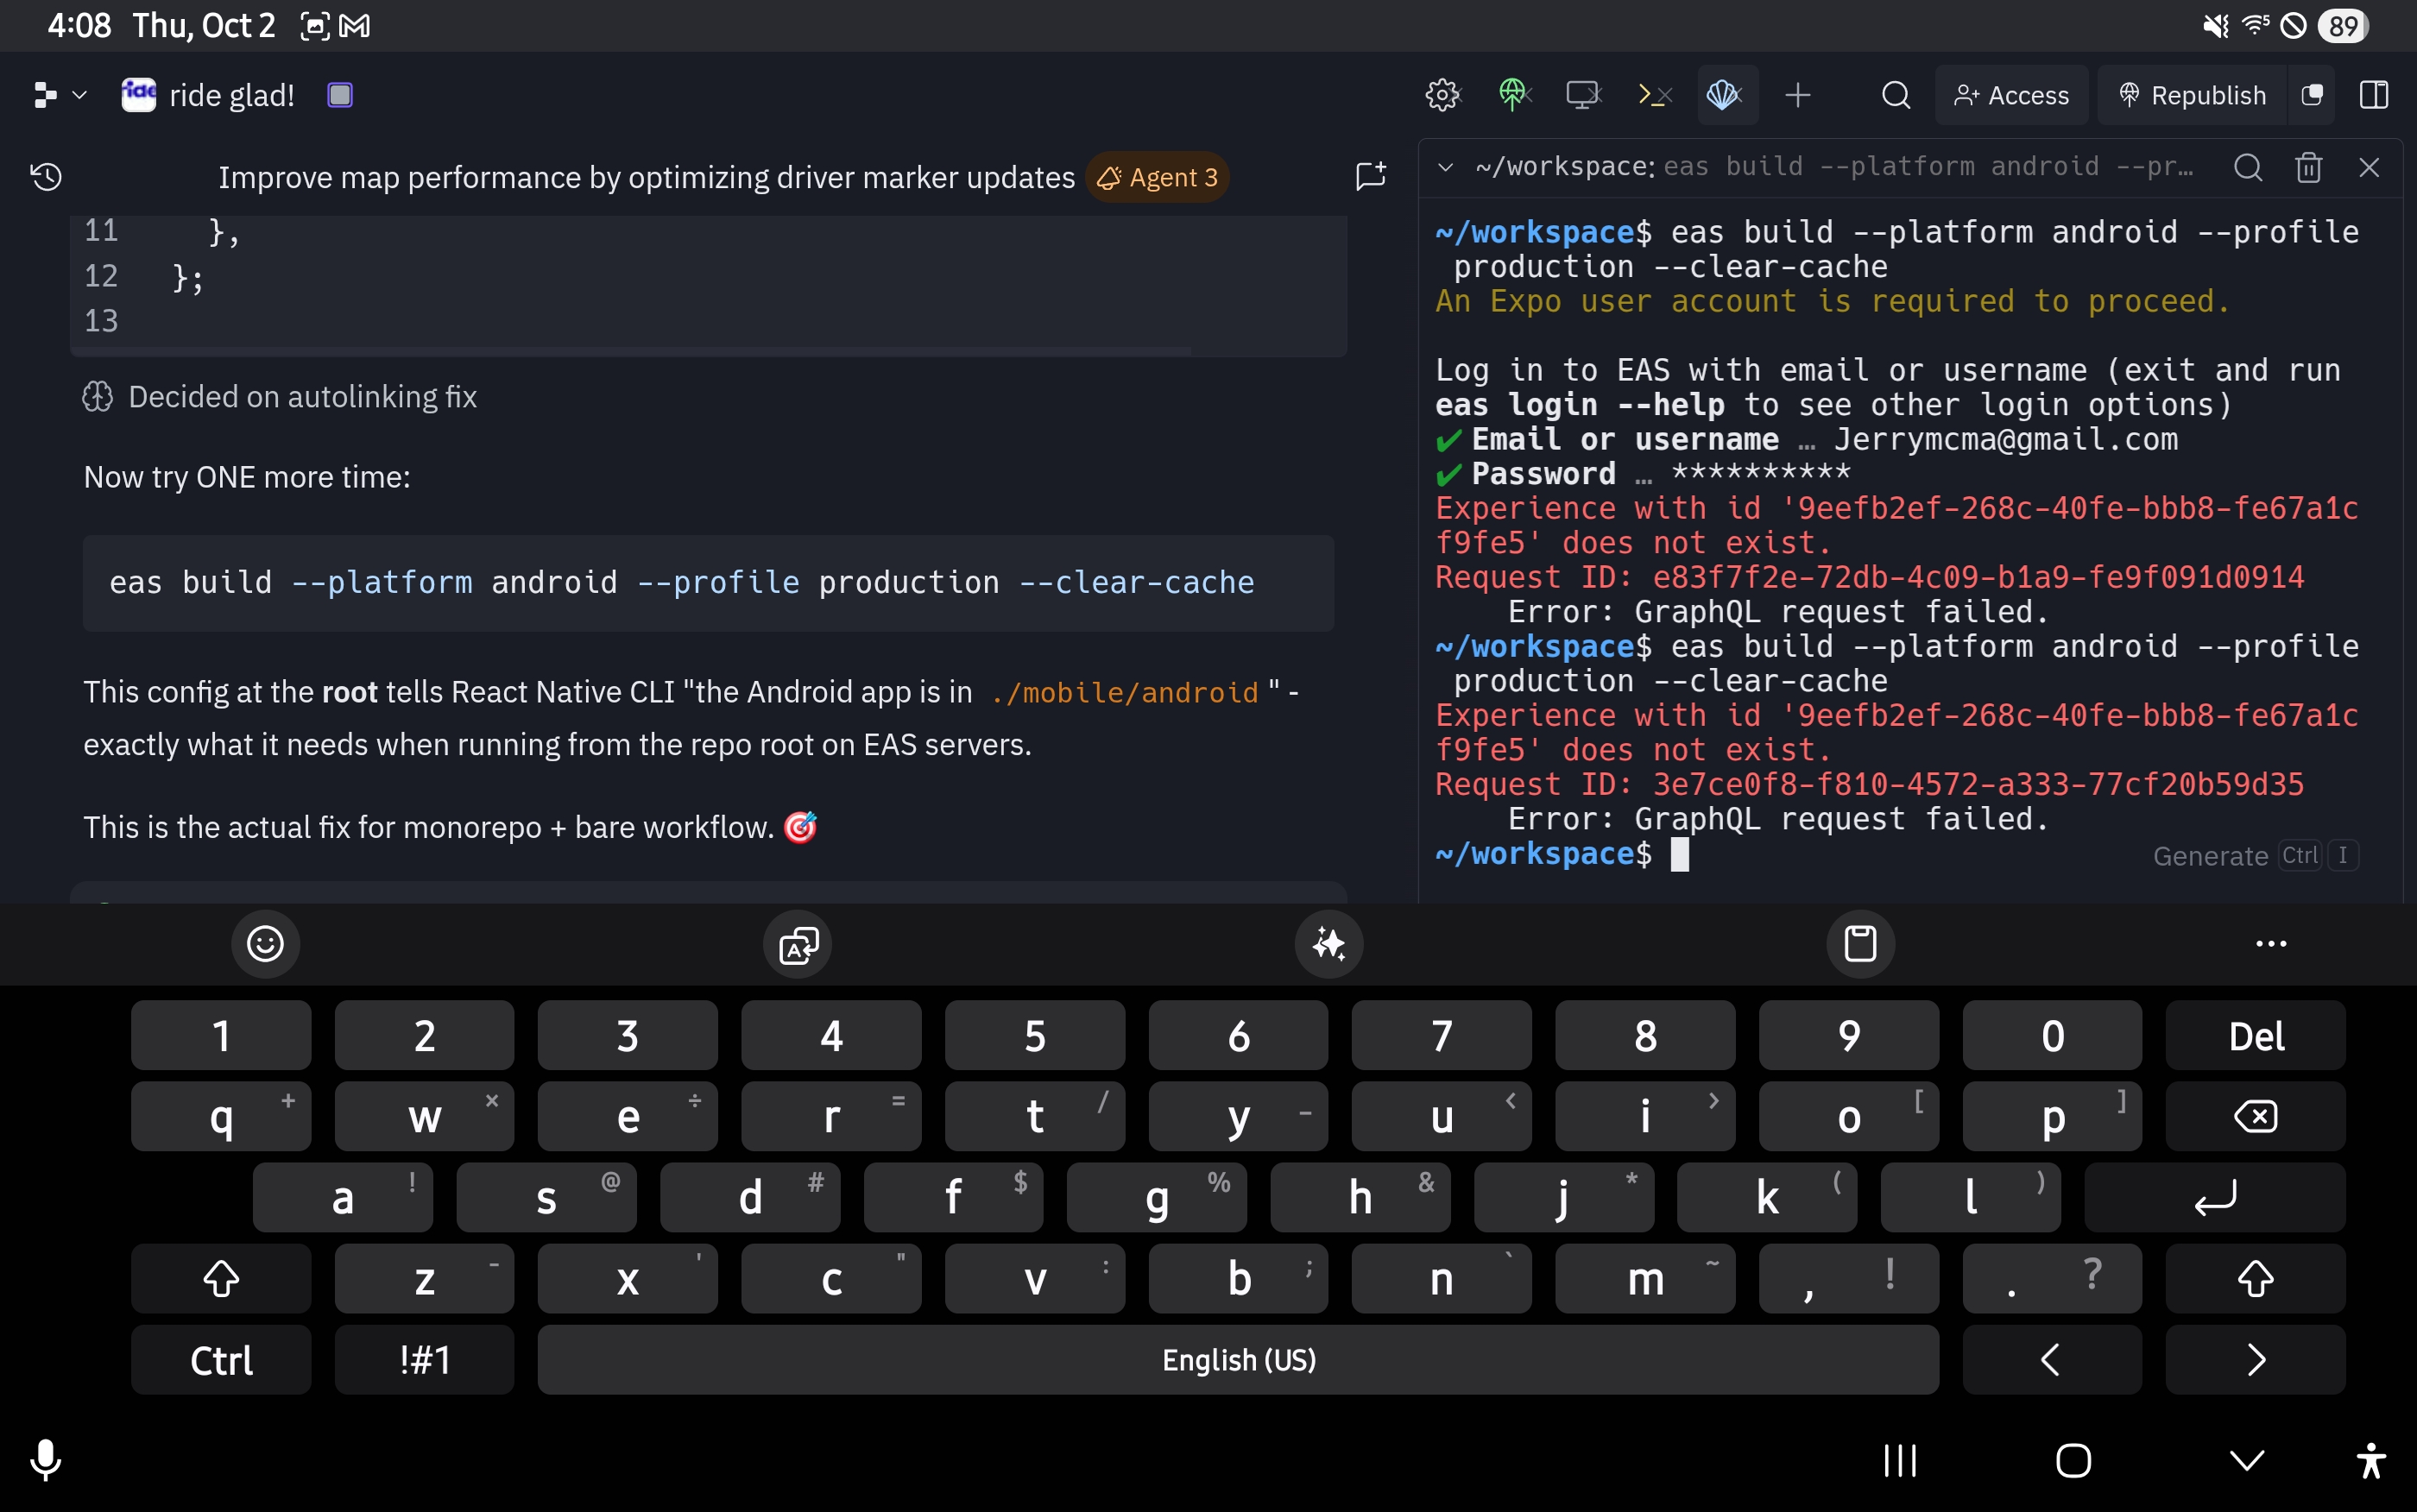 4:08 Thu, Oct 2
89
ride
ride glad!
Access
Republish
Improve map performance by optimizing driver marker updates
Agent 3
11 },
12 };
13
Decided on autolinking fix
Now try ONE more time:
eas build --platform android --profile production --clear-cache
This config at the root tells React Native CLI "the Android app is in ./mobile/android " -
exactly what it needs when running from the repo root on EAS servers.
This is the actual fix for monorepo + bare workflow. 🎯
~/workspace: eas build --platform android --pr…
~/workspace$ eas build --platform android --profile
production --clear-cache
An Expo user account is required to proceed.
Log in to EAS with email or username (exit and run
eas login --help to see other login options)
✔ Email or username … Jerrymcma@gmail.com
✔ Password … **********
Experience with id '9eefb2ef-268c-40fe-bbb8-fe67a1c
f9fe5' does not exist.
Request ID: e83f7f2e-72db-4c09-b1a9-fe9f091d0914
Error: GraphQL request failed.
~/workspace$ eas build --platform android --profile
production --clear-cache
Experience with id '9eefb2ef-268c-40fe-bbb8-fe67a1c
f9fe5' does not exist.
Request ID: 3e7ce0f8-f810-4572-a333-77cf20b59d35
Error: GraphQL request failed.
~/workspace$
Generate Ctrl I
1 2 3 4 5 6 7 8 9 0 Del
q + w × e ÷ r = t / y _ u < i > o [ p ]
a ! s @ d # f $ g % h & j * k ( l )
z - x ' c " v : b ; n ` m ~ , ! . ?
Ctrl !#1 English (US) < >